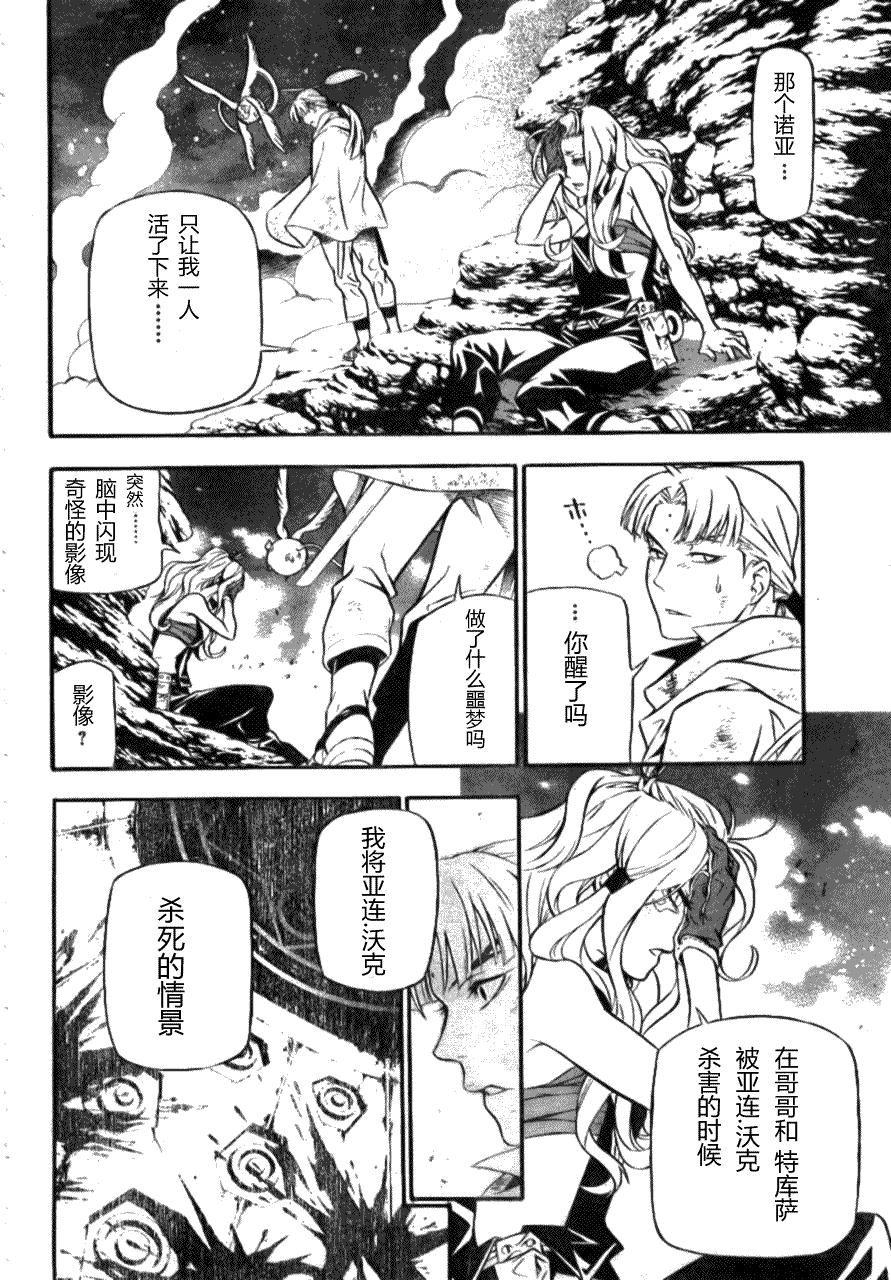 那个诺亚…
只让我一人
活了下来……
ホ…
…你醒了吗
做了什么噩梦吗
突然……
脑中闪现
奇怪的影像
影像？
在哥哥和 特库萨
被亚连.沃克
杀害的时候
我将亚连.沃克
杀死的情景